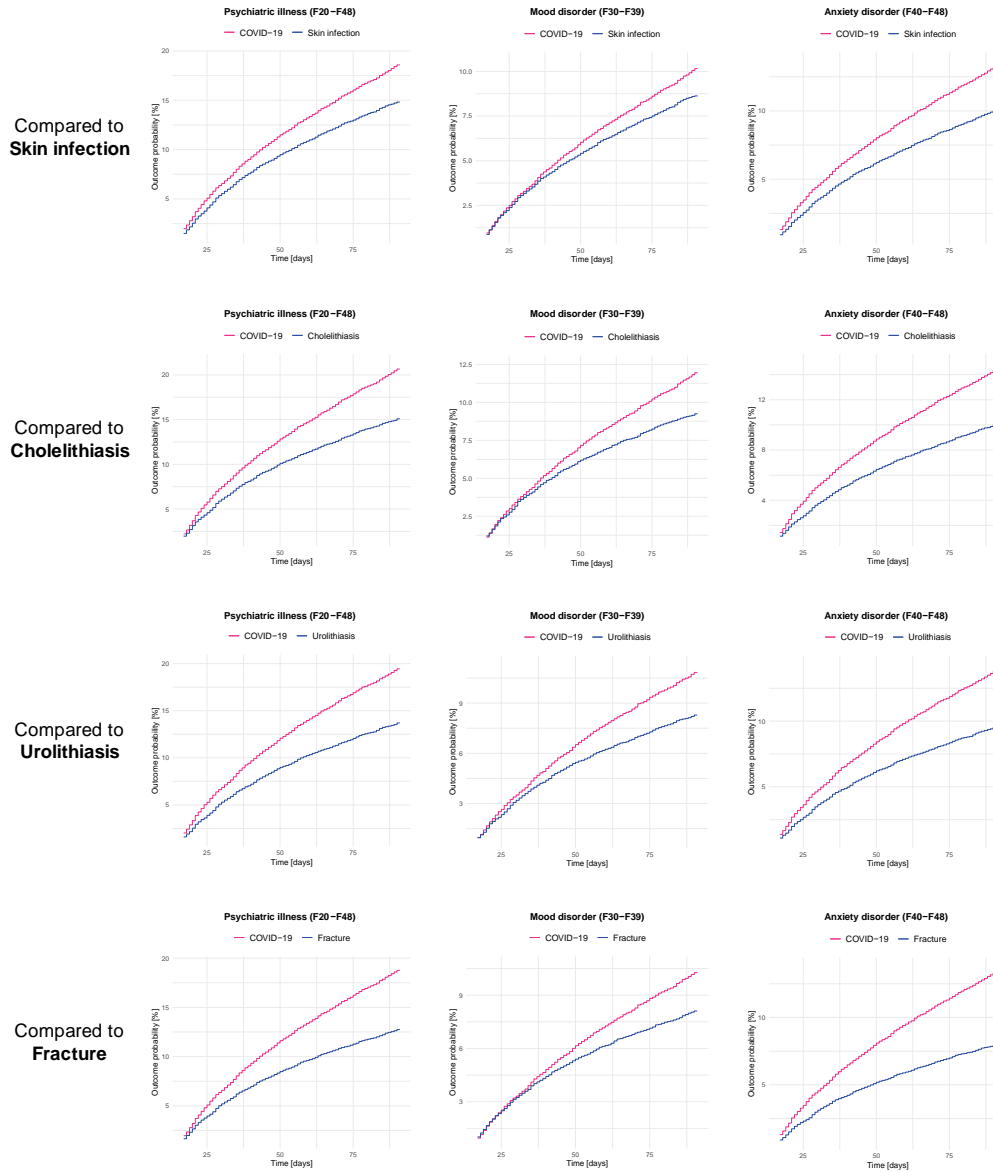 Compared to
Skin infection
Psychiatric illness (F20−F48)
COVID−19 Skin infection
Outcome probability [%]
20
15
10
5
25 50 75
Time [days]
Mood disorder (F30−F39)
COVID−19 Skin infection
Outcome probability [%]
10.0
7.5
5.0
2.5
25 50 75
Time [days]
Anxiety disorder (F40−F48)
COVID−19 Skin infection
Outcome probability [%]
10
5
25 50 75
Time [days]
Compared to
Cholelithiasis
Psychiatric illness (F20−F48)
COVID−19 Cholelithiasis
Outcome probability [%]
20
15
10
5
25 50 75
Time [days]
Mood disorder (F30−F39)
COVID−19 Cholelithiasis
Outcome probability [%]
12.5
10.0
7.5
5.0
2.5
25 50 75
Time [days]
Anxiety disorder (F40−F48)
COVID−19 Cholelithiasis
Outcome probability [%]
12
8
4
25 50 75
Time [days]
Compared to
Urolithiasis
Psychiatric illness (F20−F48)
COVID−19 Urolithiasis
Outcome probability [%]
20
15
10
5
25 50 75
Time [days]
Mood disorder (F30−F39)
COVID−19 Urolithiasis
Outcome probability [%]
9
6
3
25 50 75
Time [days]
Anxiety disorder (F40−F48)
COVID−19 Urolithiasis
Outcome probability [%]
10
5
25 50 75
Time [days]
Compared to
Fracture
Psychiatric illness (F20−F48)
COVID−19 Fracture
Outcome probability [%]
20
15
10
5
25 50 75
Time [days]
Mood disorder (F30−F39)
COVID−19 Fracture
Outcome probability [%]
9
6
3
25 50 75
Time [days]
Anxiety disorder (F40−F48)
COVID−19 Fracture
Outcome probability [%]
10
5
25 50 75
Time [days]